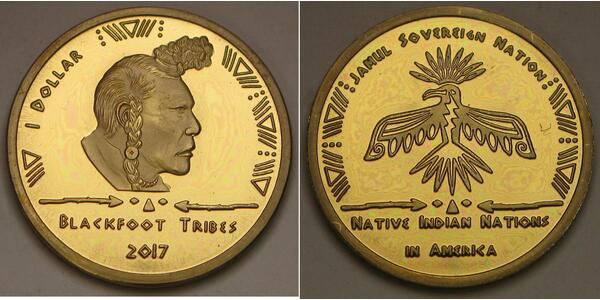 1 DOLLAR
BLACKFOOT TRIBES
2017
JAMUL SOVEREIGN NATION
NATIVE INDIAN NATIONS
IN AMERICA